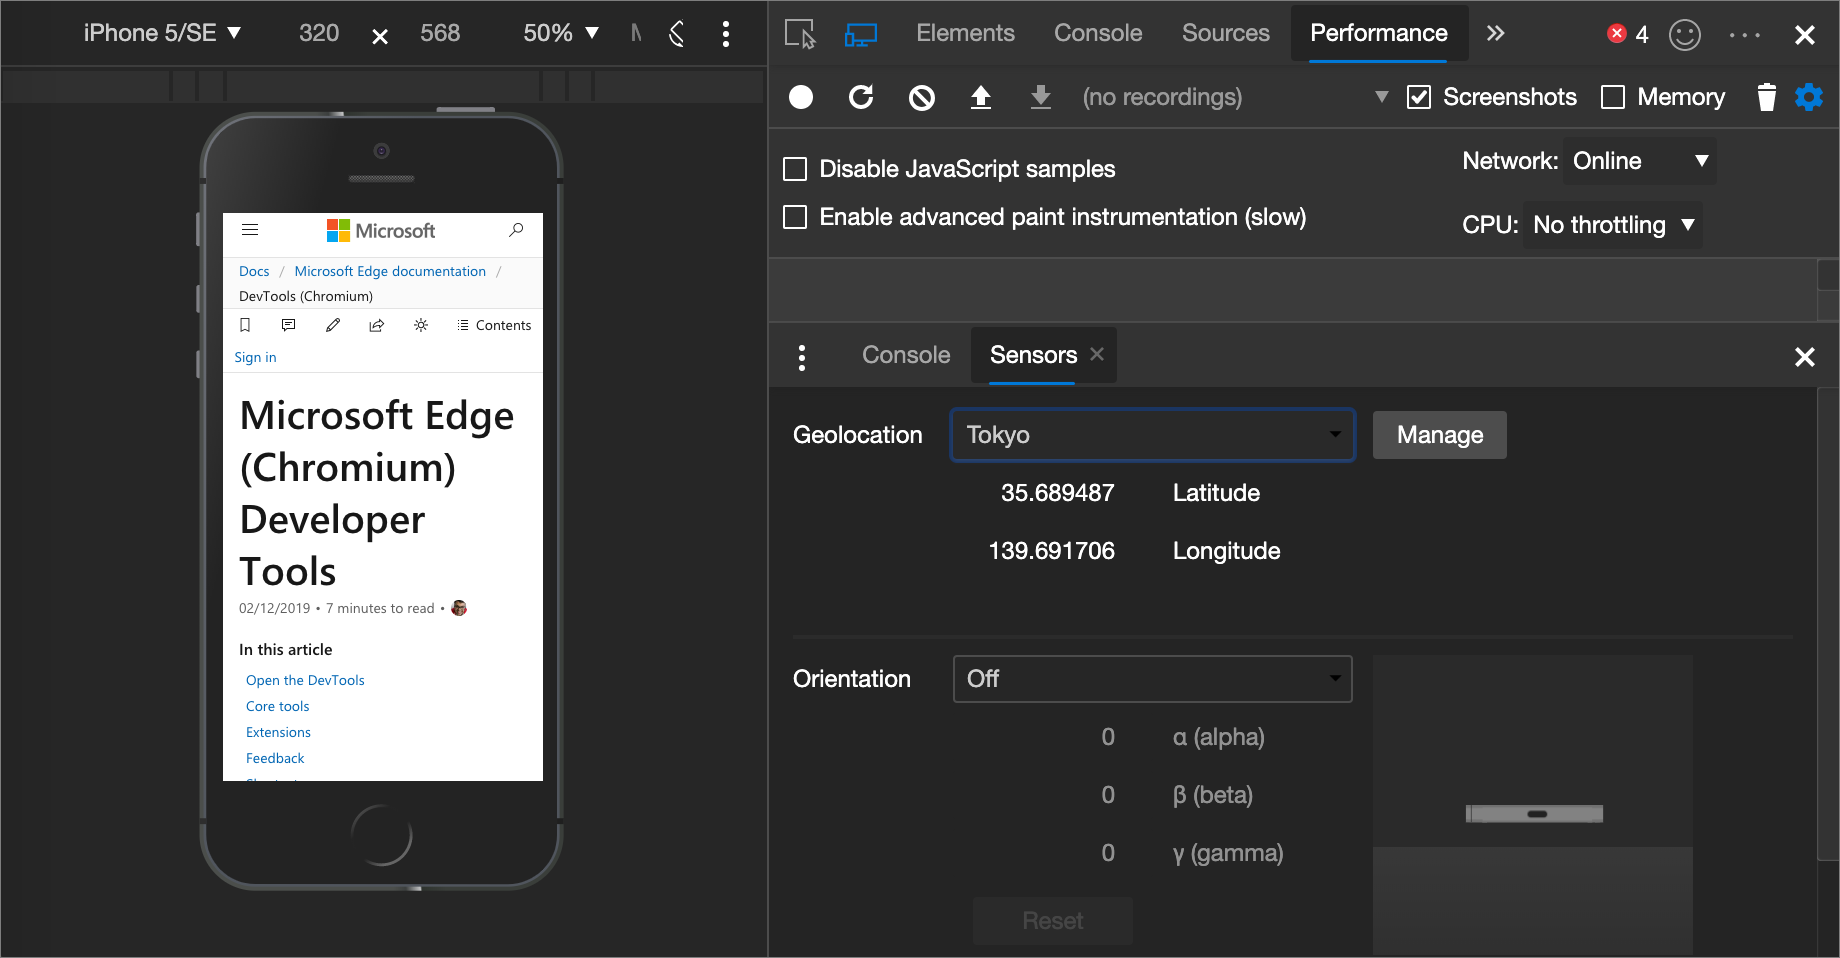 iPhone 5/SE 320 568 50%
Microsoft
Docs / Microsoft Edge documentation /
DevTools (Chromium)
Contents
Sign in
Microsoft Edge
(Chromium)
Developer
Tools
02/12/2019 • 7 minutes to read •
In this article
Open the DevTools
Core tools
Extensions
Feedback
Elements Console Sources Performance 4
(no recordings) Screenshots Memory
Disable JavaScript samples Network: Online
Enable advanced paint instrumentation (slow)
CPU: No throttling
Console Sensors
Geolocation Tokyo Manage
35.689487 Latitude
139.691706 Longitude
Orientation Off
0 α (alpha)
0 β (beta)
0 γ (gamma)
Reset